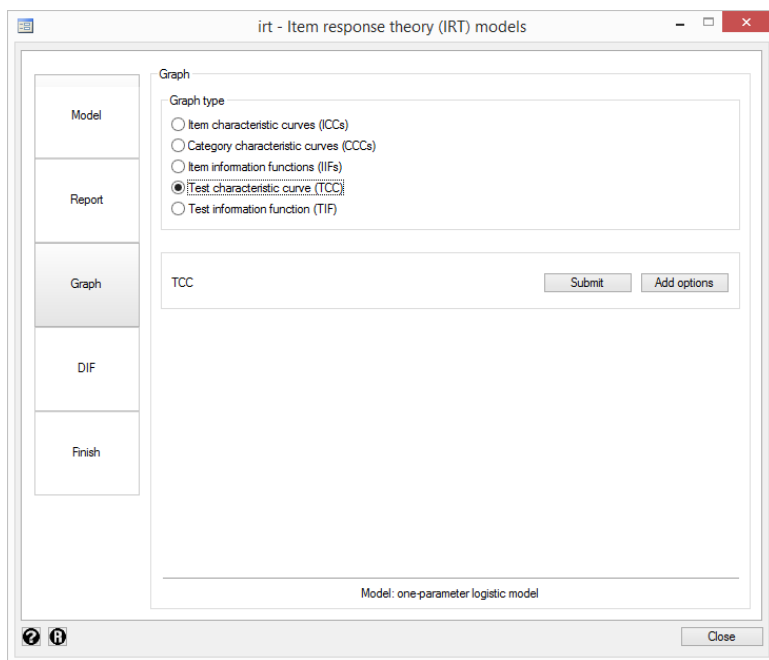 irt - Item response theory (IRT) models
Model
Report
Graph
DIF
Finish
Graph
Graph type
Item characteristic curves (ICCs)
Category characteristic curves (CCCs)
Item information functions (IIFs)
Test characteristic curve (TCC)
Test information function (TIF)
TCC Submit Add options
Model: one-parameter logistic model
? R Close